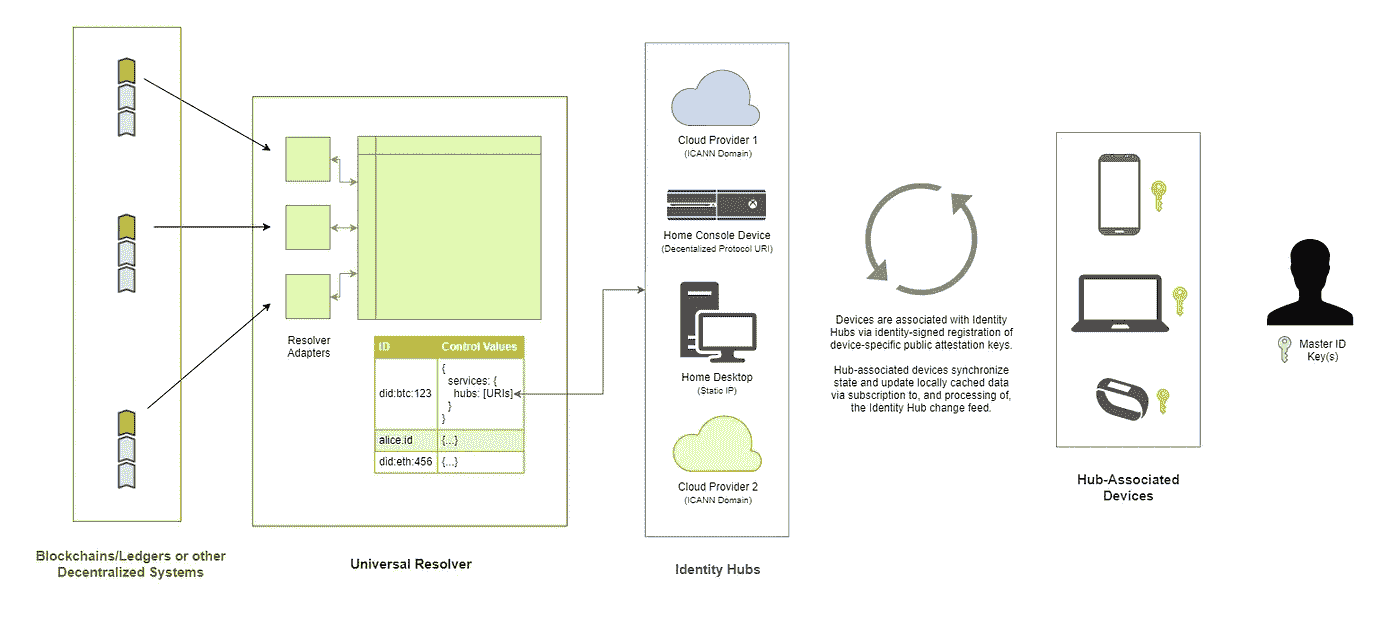 Blockchains/Ledgers or other
Decentralized Systems
Resolver
Adapters
ID Control Values
did:btc:123
{
services: {
hubs: [URIs]
}
}
alice.id {...}
did:eth:456 {...}
Universal Resolver
Cloud Provider 1
(ICANN Domain)
Home Console Device
(Decentalized Protocol URI)
Home Desktop
(Static IP)
Cloud Provider 2
(ICANN Domain)
Identity Hubs
Devices are associated with Identity
Hubs via identity-signed registration of
device-specific public attestation keys.
Hub-associated devices synchronize
state and update locally cached data
via subscription to, and processing of,
the Identity Hub change feed.
Hub-Associated
Devices
Master ID
Key(s)